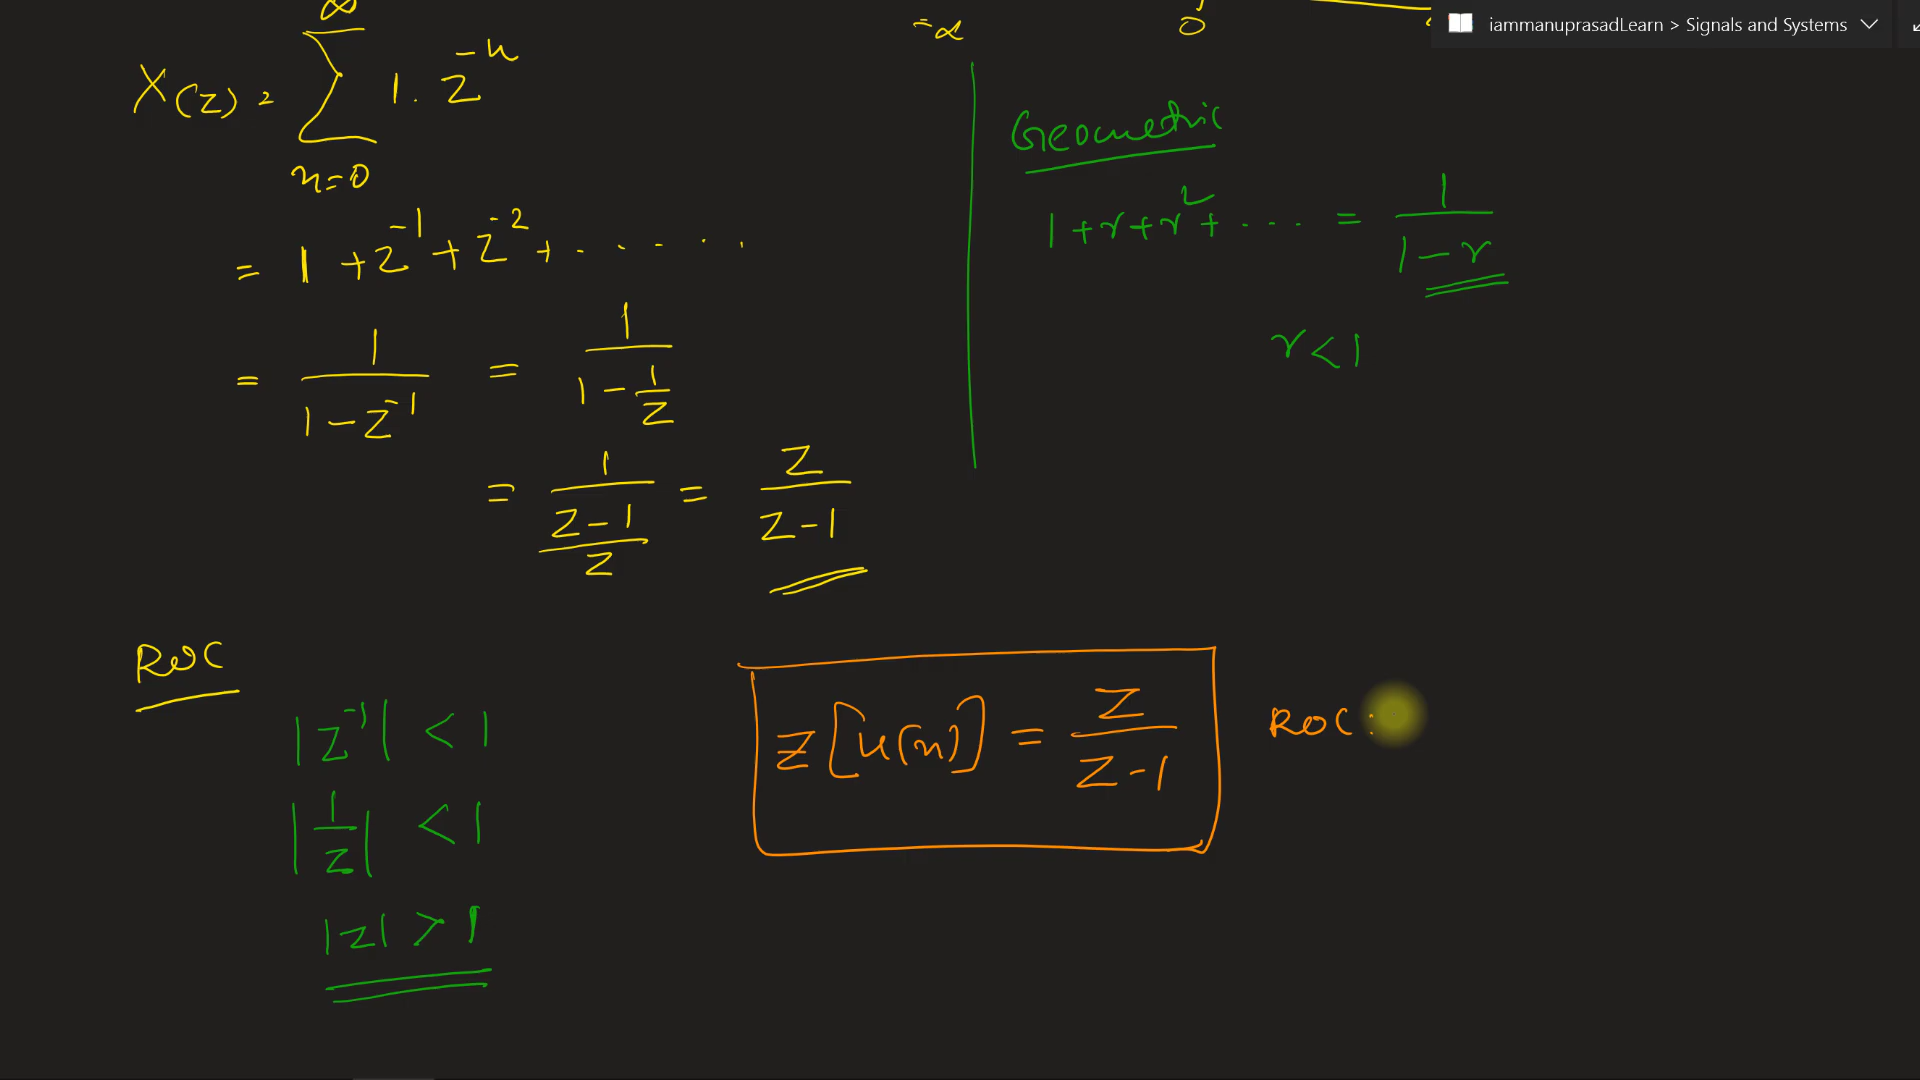 iammanuprasadLearn > Signals and Systems
-∞ 0
X(z) = ∞ Σ n=0 1 . z^-n
= 1 + z^-1 + z^-2 + . . . . . .
= 1/(1 - z^-1) = 1/(1 - 1/z)
= 1/((z-1)/z) = z/(z-1)
Geometric
1 + r + r^2 + . . . = 1/(1 - r)
r < 1
ROC
|z^-1| < 1
|1/z| < 1
|z| > 1
Z[u(n)] = z/(z-1) ROC :